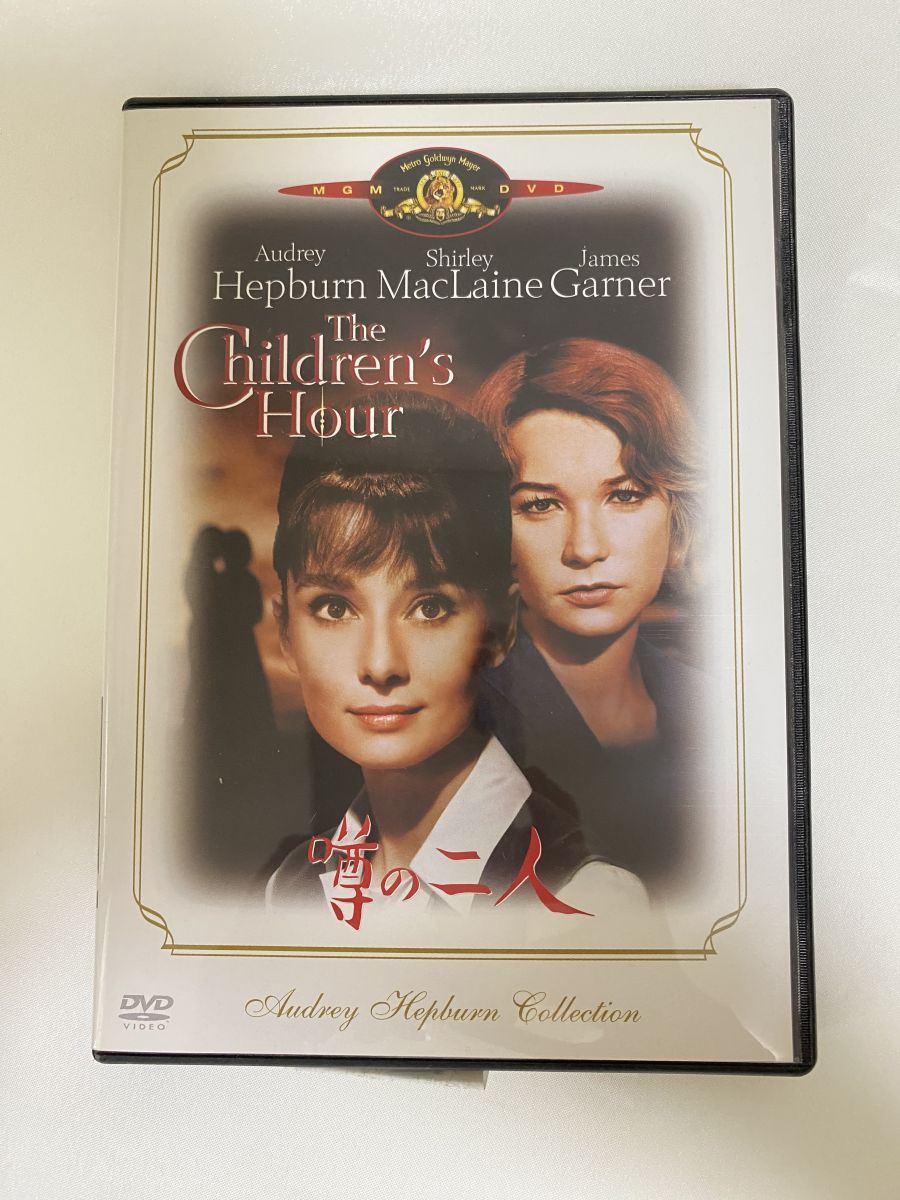 Metro Goldwyn Mayer
MGM TRADE MARK DVD
Audrey Shirley James
Hepburn MacLaine Garner
The
Children's
Hour
噂の二人
DVD
VIDEO
Audrey Hepburn Collection